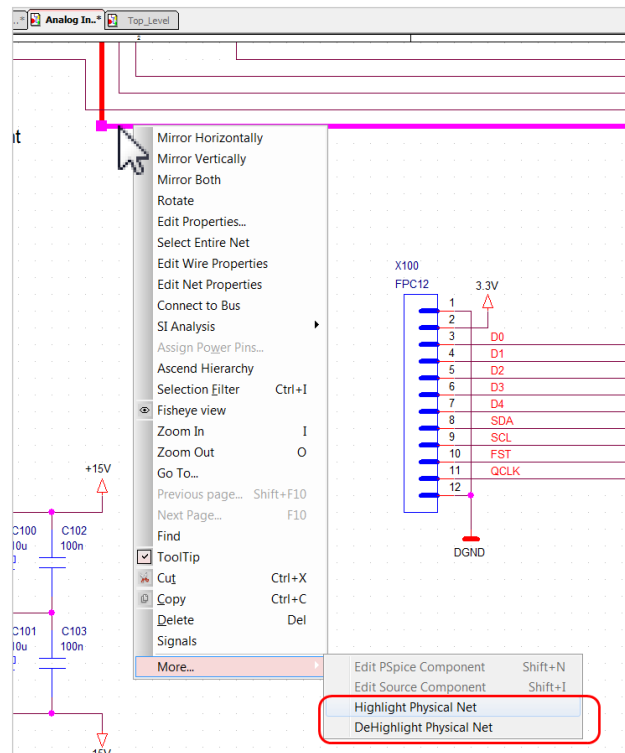 ..*
Analog In..*
Top_Level
Mirror Horizontally
Mirror Vertically
Mirror Both
Rotate
Edit Properties...
Select Entire Net
Edit Wire Properties
Edit Net Properties
Connect to Bus
SI Analysis
Assign Power Pins...
Ascend Hierarchy
Selection Filter Ctrl+I
Fisheye view
Zoom In I
Zoom Out O
Go To...
Previous page... Shift+F10
Next Page... F10
Find
ToolTip
Cut Ctrl+X
Copy Ctrl+C
Delete Del
Signals
More...
Edit PSpice Component Shift+N
Edit Source Component Shift+I
Highlight Physical Net
DeHighlight Physical Net
X100
FPC12
3.3V
1
2
3 D0
4 D1
5 D2
6 D3
7 D4
8 SDA
9 SCL
10 FST
11 QCLK
12
DGND
+15V
C100 C102
10u 100n
C101 C103
10u 100n